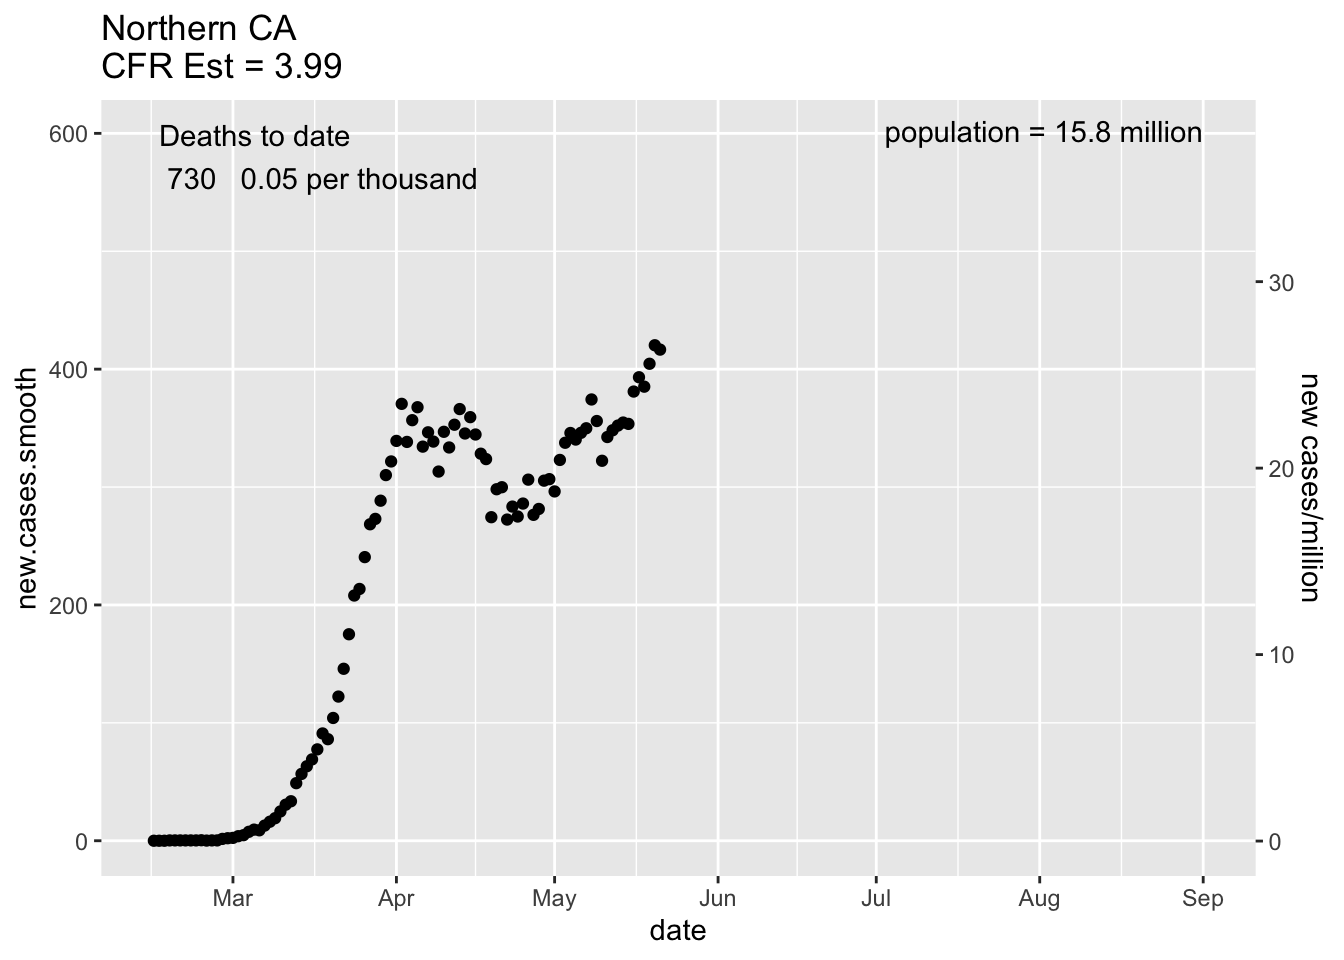 Northern CA
CFR Est = 3.99
Deaths to date
730 0.05 per thousand
population = 15.8 million
600
400
200
0
new.cases.smooth
30
20
10
0
new cases/million
Mar Apr May Jun Jul Aug Sep
date